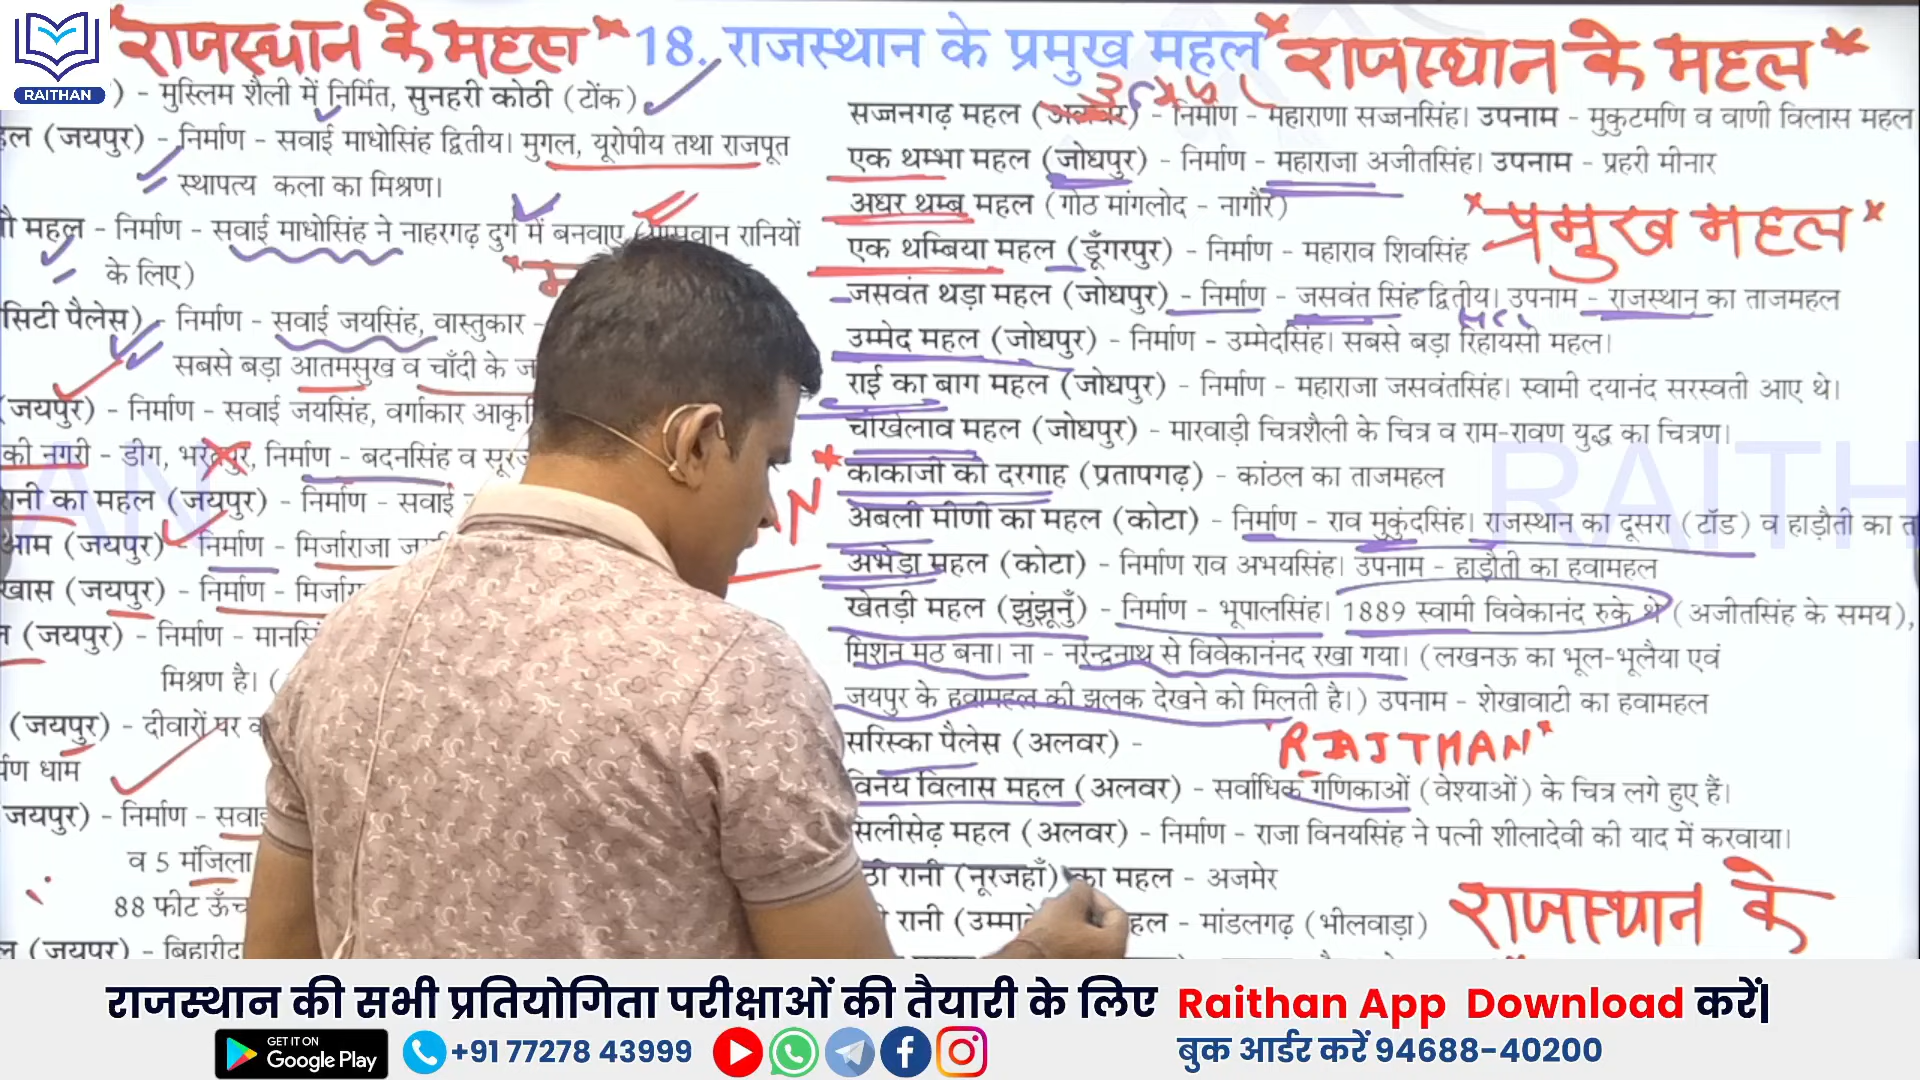 RAITHAN
राजस्थान के महल
18. राजस्थान के प्रमुख महल
राजस्थान के महल
) - मुस्लिम शैली में निर्मित, सुनहरी कोठी (टोंक)
(जयपुर) - निर्माण - सवाई माधोसिंह द्वितीय। मुगल, यूरोपीय तथा राजपूत
स्थापत्य कला का मिश्रण।
महल - निर्माण - सवाई माधोसिंह ने नाहरगढ़ दुर्ग में बनवाए रानियों
के लिए)
सिटी पैलेस) - निर्माण - सवाई जयसिंह, वास्तुकार -
सबसे बड़ा आतमसुख व चाँदी के
जयपुर) - निर्माण - सवाई जयसिंह, वर्गाकार
की नगरी - डीग, भरतपुर, निर्माण - बदनसिंह व
का महल (जयपुर) - निर्माण - सवाई
(जयपुर) - निर्माण - मिर्जाराजा
(जयपुर) - निर्माण -
(जयपुर) - निर्माण -
मिश्रण है। (
(जयपुर) - दीवारों पर
धाम
जयपुर) - निर्माण -
व 5 मंजिला
88 फीट
(जयपुर) -
सज्जनगढ़ महल (अलवर) - निर्माण - महाराणा सज्जनसिंह। उपनाम - मुकुटमणि व वाणी विलास महल
एक थम्भा महल (जोधपुर) - निर्माण - महाराजा अजीतसिंह। उपनाम - प्रहरी मीनार
अधर थम्ब महल (गोठ मांगलोद - नागौर)
प्रमुख महल
एक थम्बिया महल (डूँगरपुर) - निर्माण - महाराव शिवसिंह
जसवंत थड़ा महल (जोधपुर) - निर्माण - जसवंत सिंह द्वितीय। उपनाम - राजस्थान का ताजमहल
उम्मेद महल (जोधपुर) - निर्माण - उम्मेदसिंह। सबसे बड़ा रिहायसी महल।
राई का बाग महल (जोधपुर) - निर्माण - महाराजा जसवंतसिंह। स्वामी दयानंद सरस्वती आए थे।
चोखेलाव महल (जोधपुर) - मारवाड़ी चित्रशैली के चित्र व राम-रावण युद्ध का चित्रण।
काकाजी की दरगाह (प्रतापगढ़) - कांठल का ताजमहल
अबली मीणी का महल (कोटा) - निर्माण - राव मुकुंदसिंह। राजस्थान का दूसरा (टॉड) व हाड़ौती का
अभेड़ा महल (कोटा) - निर्माण राव अभयसिंह। उपनाम - हाड़ौती का हवामहल
खेतड़ी महल (झुंझूनुँ) - निर्माण - भूपालसिंह। 1889 स्वामी विवेकानंद रुके थे (अजीतसिंह के समय),
मिशन मठ बना। ना - नरेन्द्रनाथ से विवेकानंनद रखा गया। (लखनऊ का भूल-भूलैया एवं
जयपुर के हवामहल की झलक देखने को मिलती है।) उपनाम - शेखावाटी का हवामहल
सरिस्का पैलेस (अलवर) -
RAITHAN
विनय विलास महल (अलवर) - सर्वाधिक गणिकाओं (वेश्याओं) के चित्र लगे हुए हैं।
सिलीसेढ़ महल (अलवर) - निर्माण - राजा विनयसिंह ने पत्नी शीलादेवी की याद में करवाया।
रानी (नूरजहाँ) का महल - अजमेर
रानी - मांडलगढ़ (भीलवाड़ा)
राजस्थान के
राजस्थान की सभी प्रतियोगिता परीक्षाओं की तैयारी के लिए Raithan App Download करें|
GET IT ON Google Play +91 77278 43999
बुक आर्डर करें 94688-40200